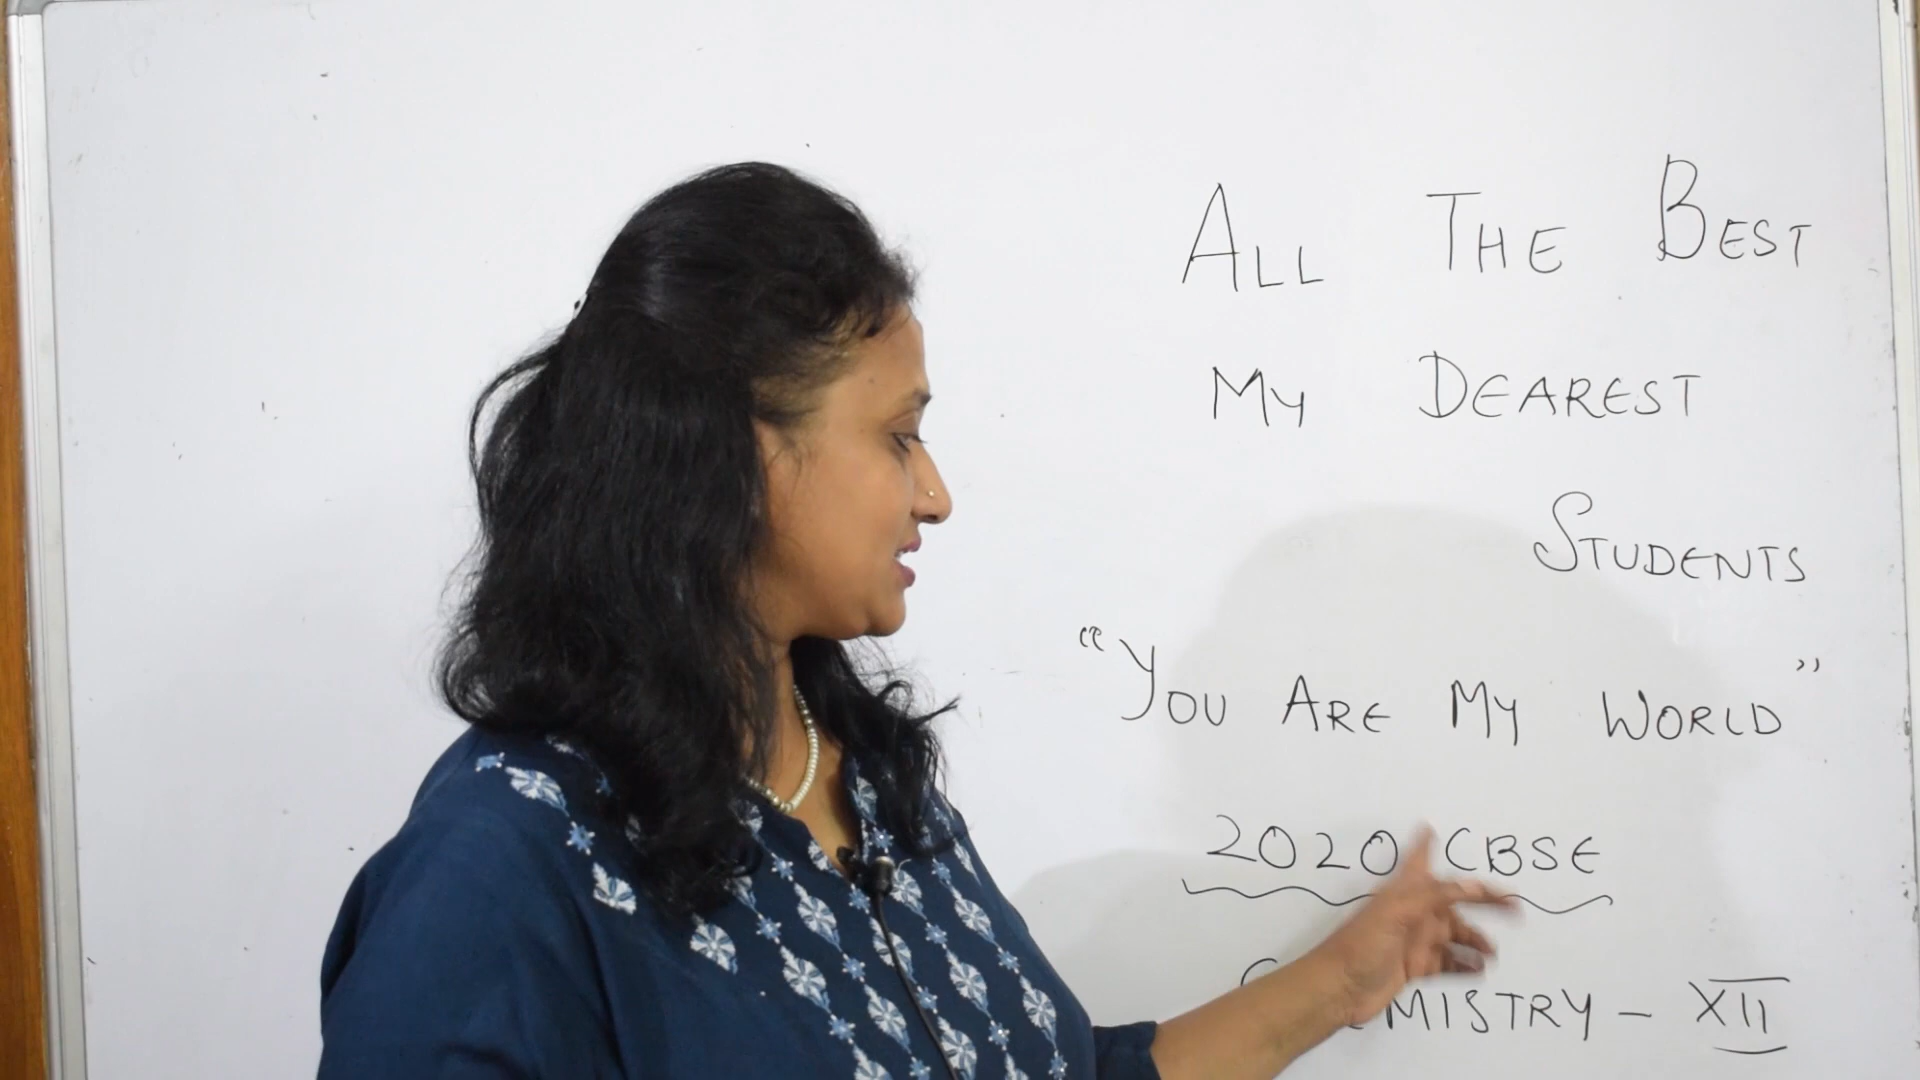 ALL THE BEST
MY DEAREST
STUDENTS
"YOU ARE MY WORLD"
2020 CBSE
- XII